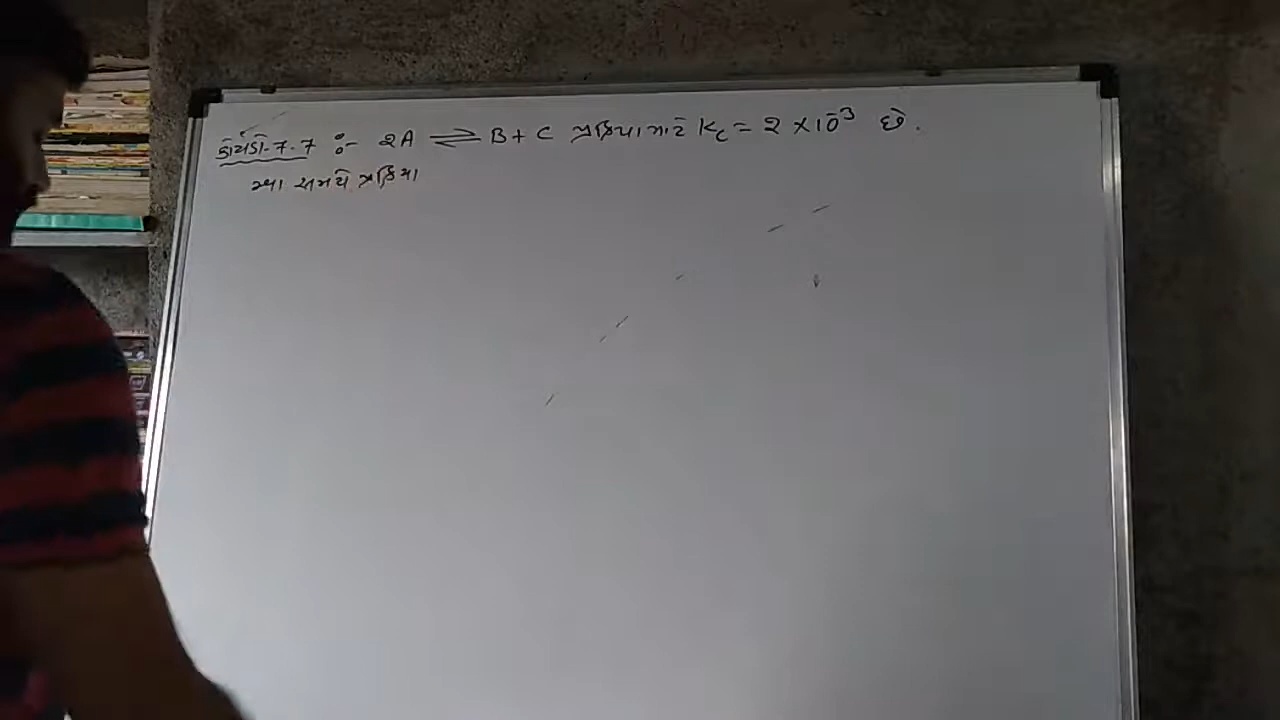 કોયડો-7.7 :- 2A ⇌ B + C પ્રક્રિયા માટે Kc = 2 × 10⁻³ છે.
આ સમયે પ્રક્રિયા